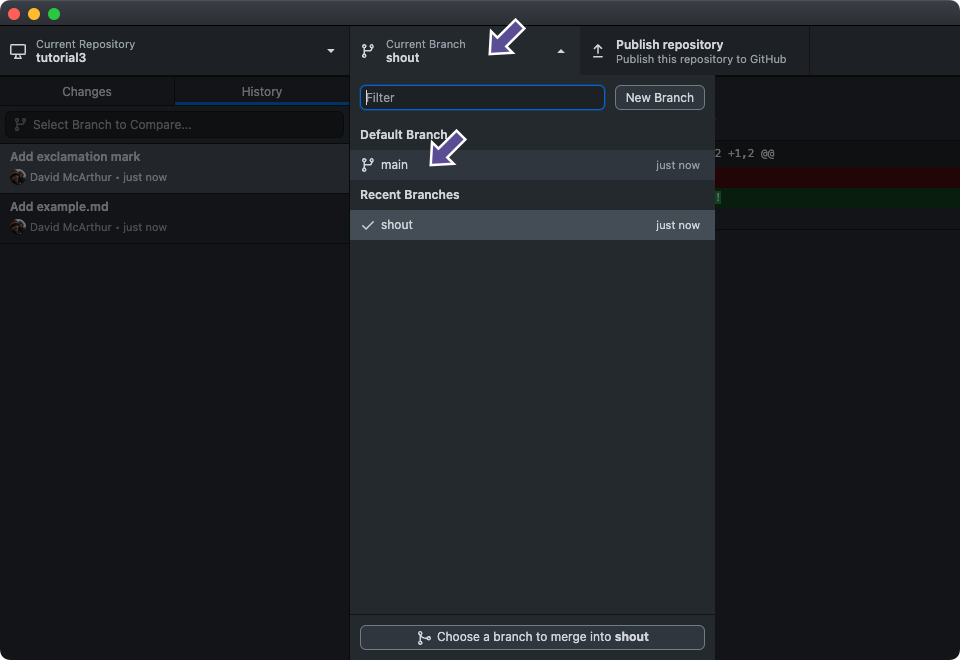 Current Repository
tutorial3
Current Branch
shout
Publish repository
Publish this repository to GitHub
Changes
History
Select Branch to Compare...
Add exclamation mark
David McArthur • just now
Add example.md
David McArthur • just now
Filter
New Branch
Default Branch
main
just now
Recent Branches
shout
just now
Choose a branch to merge into shout
2 +1,2 @@
!